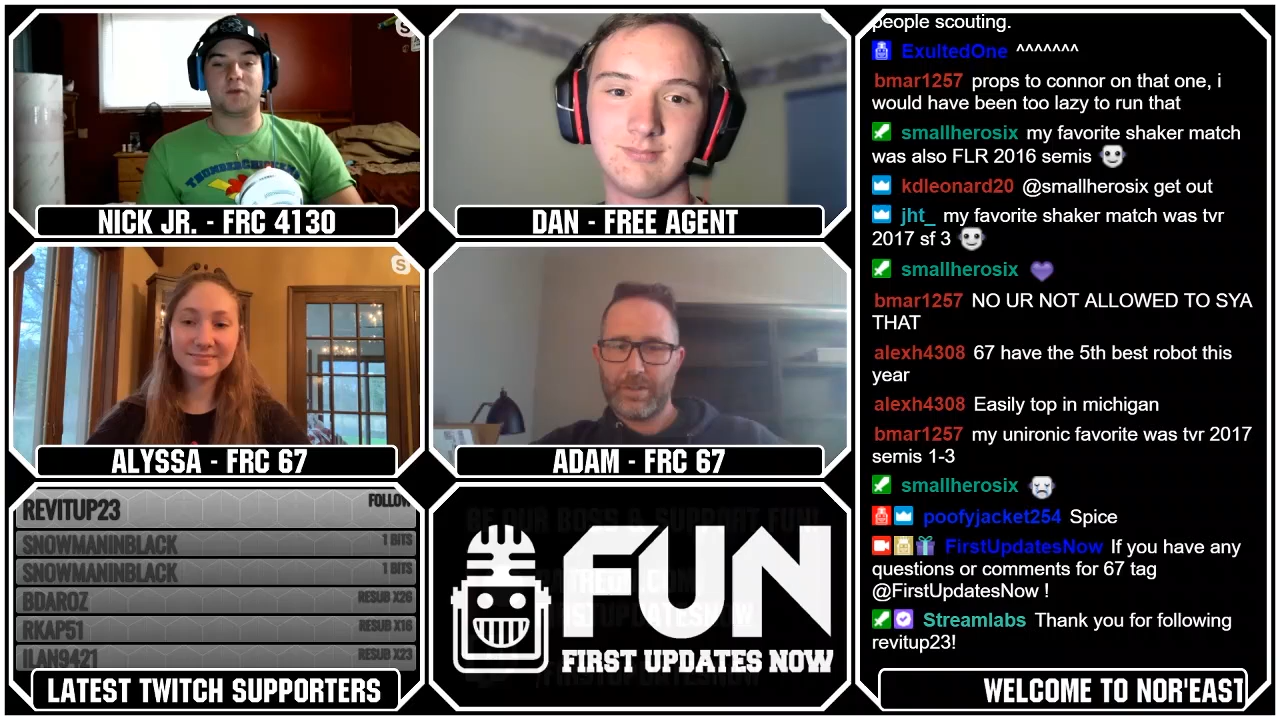 NICK JR. - FRC 4130
DAN - FREE AGENT
ALYSSA - FRC 67
ADAM - FRC 67
REVITUP23 FOLLOW
SNOWMANINBLACK 1 BITS
SNOWMANINBLACK 1 BITS
BDAROZ RESUB X26
RKAP51 RESUB X16
ILAN9421 RESUB X23
LATEST TWITCH SUPPORTERS
FUN
FIRST UPDATES NOW
people scouting.
ExultedOne ^^^^^^^
bmar1257 props to connor on that one, i
would have been too lazy to run that
smallherosix my favorite shaker match
was also FLR 2016 semis
kdleonard20 @smallherosix get out
jht_ my favorite shaker match was tvr
2017 sf 3
smallherosix
bmar1257 NO UR NOT ALLOWED TO SYA
THAT
alexh4308 67 have the 5th best robot this
year
alexh4308 Easily top in michigan
bmar1257 my unironic favorite was tvr 2017
semis 1-3
smallherosix
poofyjacket254 Spice
FirstUpdatesNow If you have any
questions or comments for 67 tag
@FirstUpdatesNow !
Streamlabs Thank you for following
revitup23!
WELCOME TO NOR'EAST